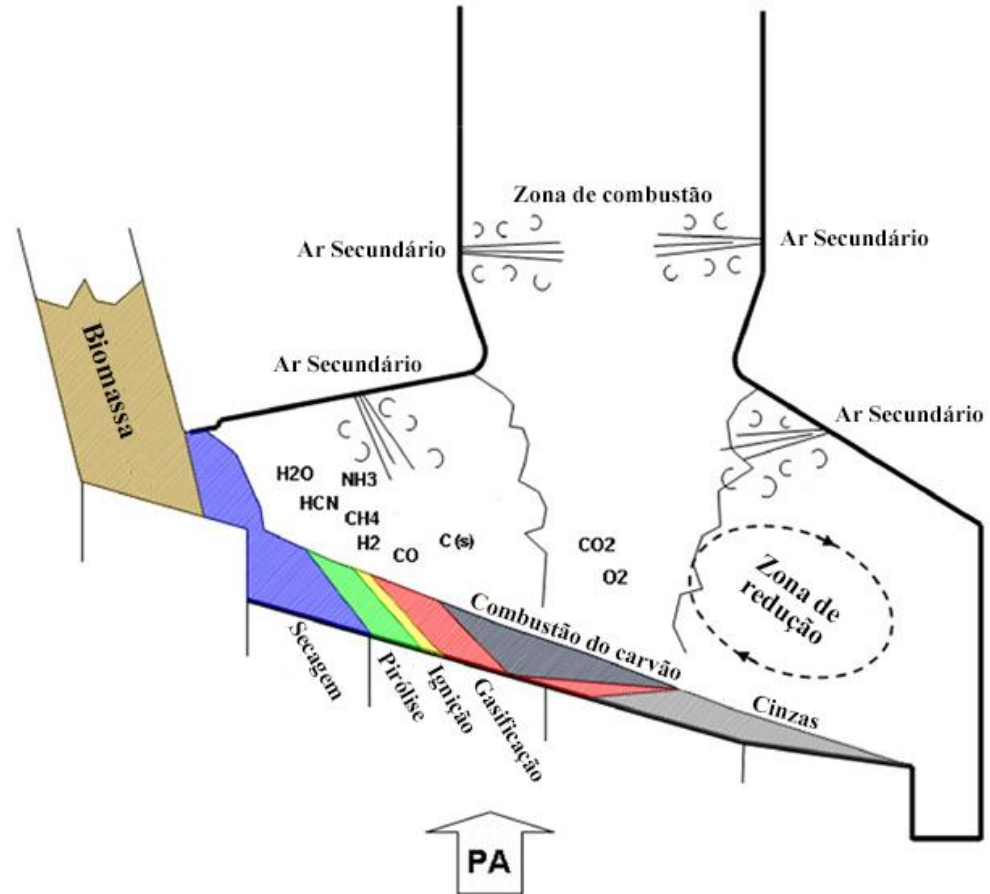 Zona de combustão
Ar Secundário
Ar Secundário
Biomassa
Ar Secundário
Ar Secundário
H2O
NH3
HCN
CH4
H2
CO
C (s)
CO2
O2
Zona de
redução
Secagem
Pirólise
Ignição
Gasificação
Combustão do carvão
Cinzas
PA